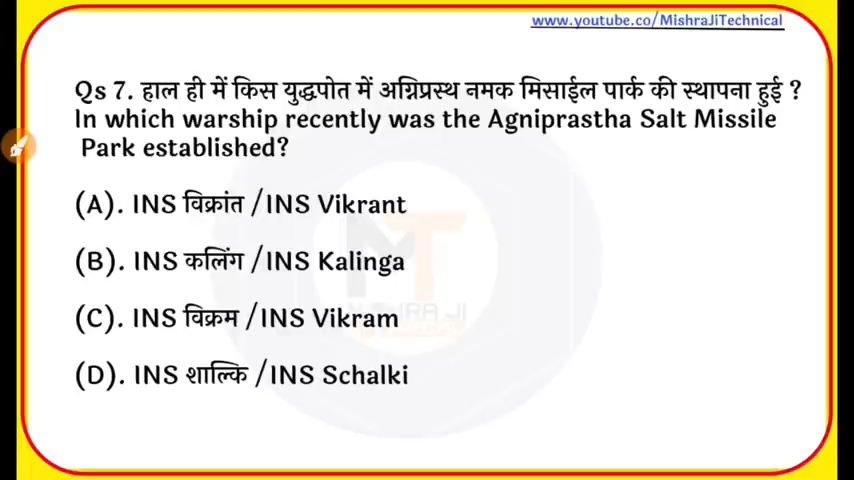 www.youtube.co/MishraJiTechnical
Qs 7. हाल ही में किस युद्धपोत में अग्निप्रस्थ नमक मिसाईल पार्क की स्थापना हुई ?
In which warship recently was the Agniprastha Salt Missile
Park established?
(A). INS विक्रांत /INS Vikrant
(B). INS कलिंग /INS Kalinga
(C). INS विक्रम /INS Vikram
(D). INS शाल्कि /INS Schalki